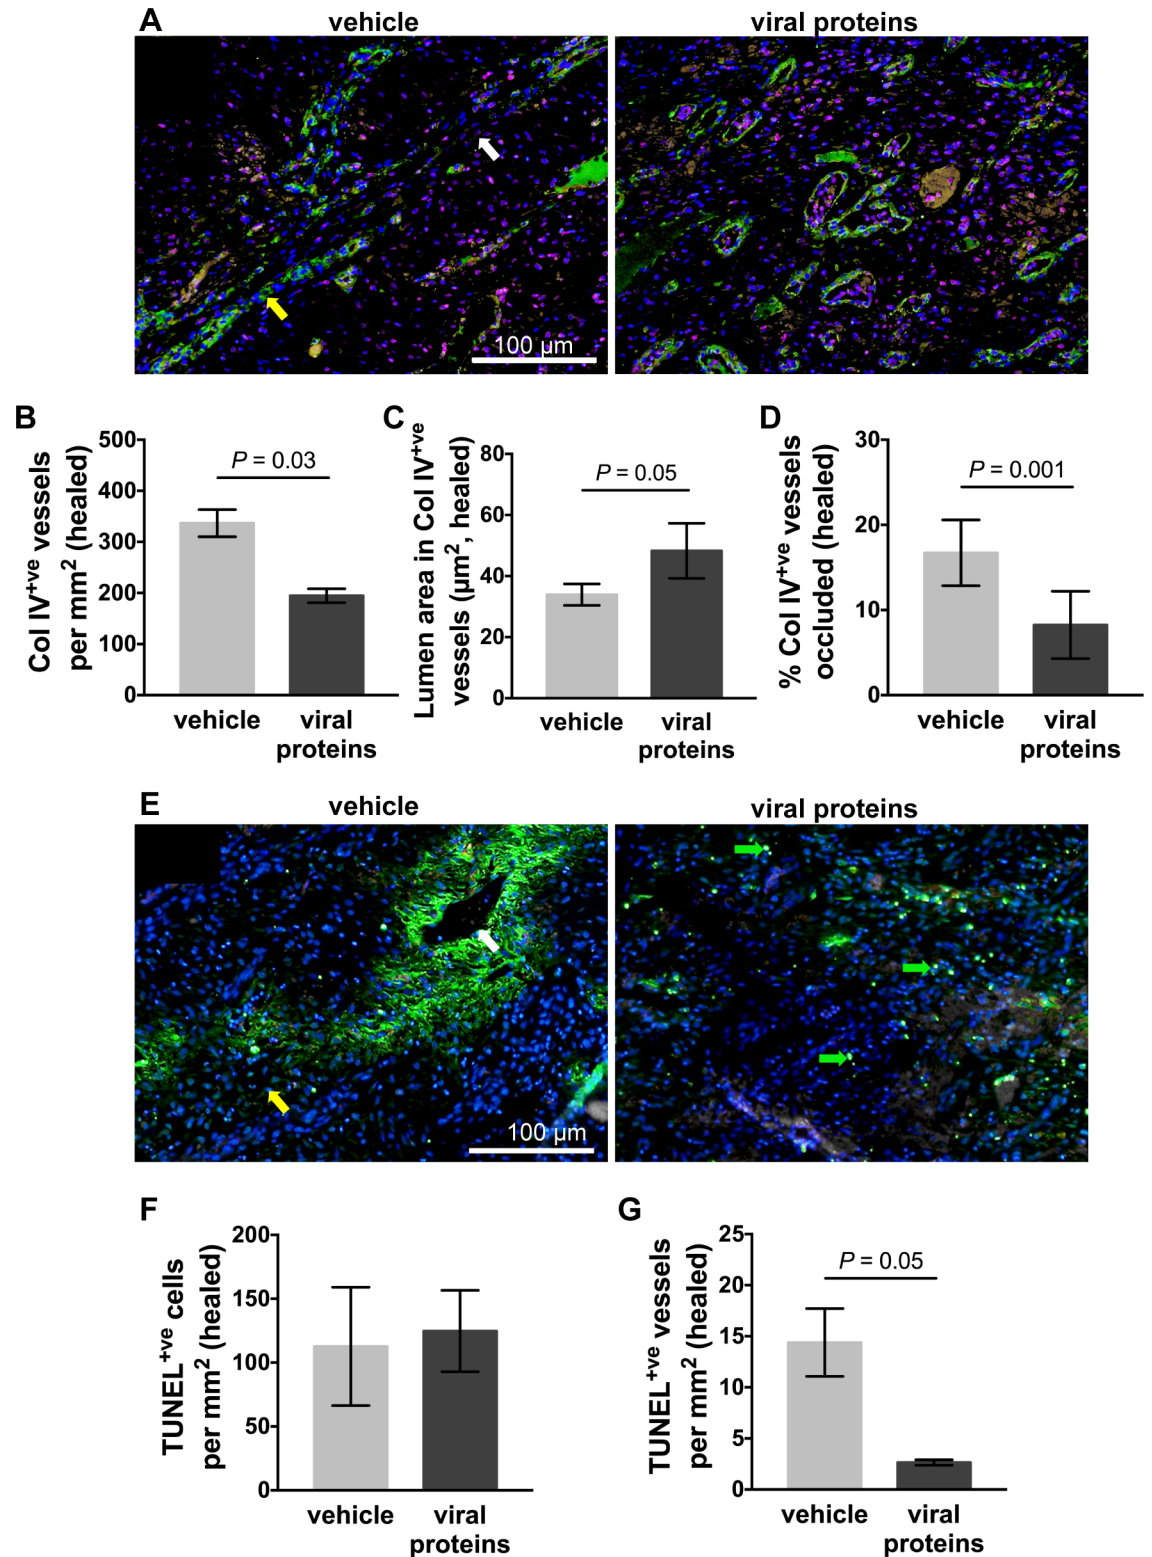 A
vehicle
viral proteins
100 µm
B
Col IV+ve vessels
per mm2 (healed)
500
400
300
200
100
0
P = 0.03
vehicle
viral
proteins
C
Lumen area in Col IV+ve
vessels (µm2, healed)
80
60
40
20
0
P = 0.05
vehicle
viral
proteins
D
% Col IV+ve vessels
occluded (healed)
30
20
10
0
P = 0.001
vehicle
viral
proteins
E
vehicle
viral proteins
100 µm
F
TUNEL+ve cells
per mm2 (healed)
200
150
100
50
0
vehicle
viral
proteins
G
TUNEL+ve vessels
per mm2 (healed)
25
20
15
10
5
0
P = 0.05
vehicle
viral
proteins